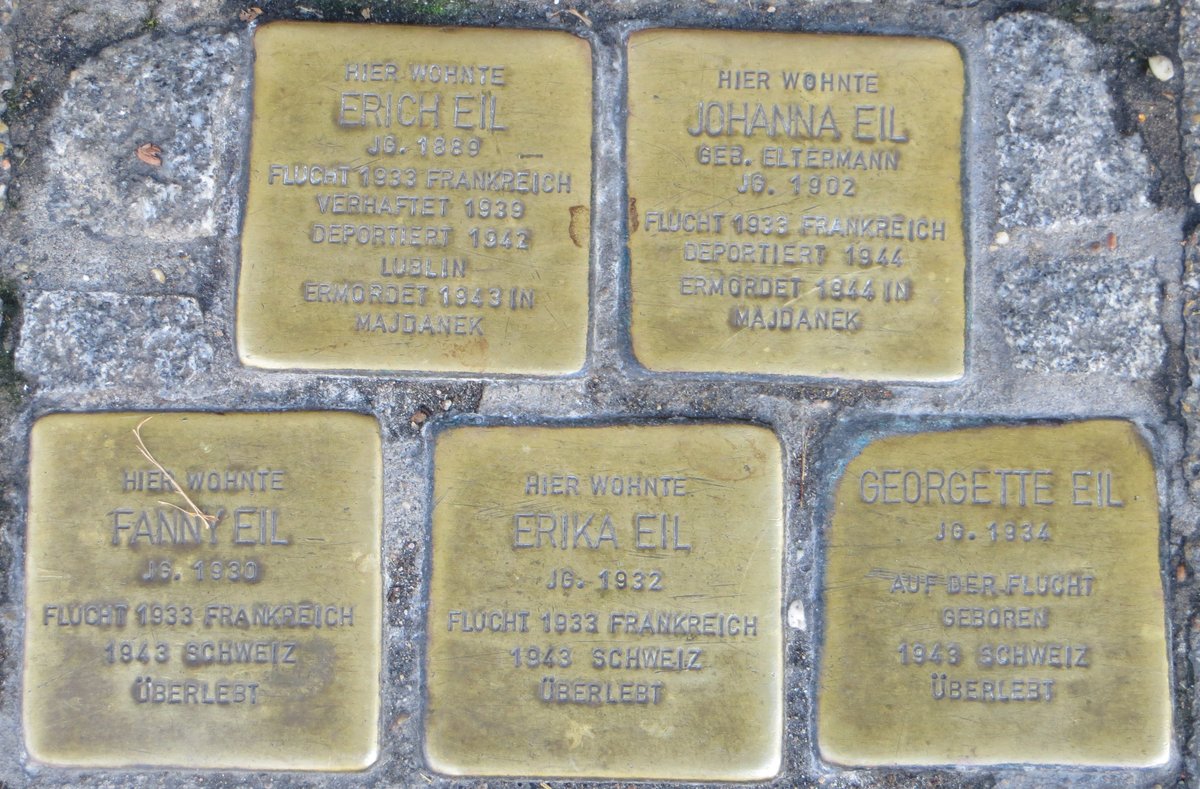 HIER WOHNTE
ERICH EIL
JG. 1889
FLUCHT 1933 FRANKREICH
VERHAFTET 1939
DEPORTIERT 1942
LUBLIN
ERMORDET 1943 IN
MAJDANEK
HIER WOHNTE
JOHANNA EIL
GEB. ELTERMANN
JG. 1902
FLUCHT 1933 FRANKREICH
DEPORTIERT 1944
ERMORDET 1944 IN
MAJDANEK
HIER WOHNTE
FANNY EIL
JG. 1930
FLUCHT 1933 FRANKREICH
1943 SCHWEIZ
ÜBERLEBT
HIER WOHNTE
ERIKA EIL
JG. 1932
FLUCHT 1933 FRANKREICH
1943 SCHWEIZ
ÜBERLEBT
GEORGETTE EIL
JG. 1934
AUF DER FLUCHT
GEBOREN
1943 SCHWEIZ
ÜBERLEBT